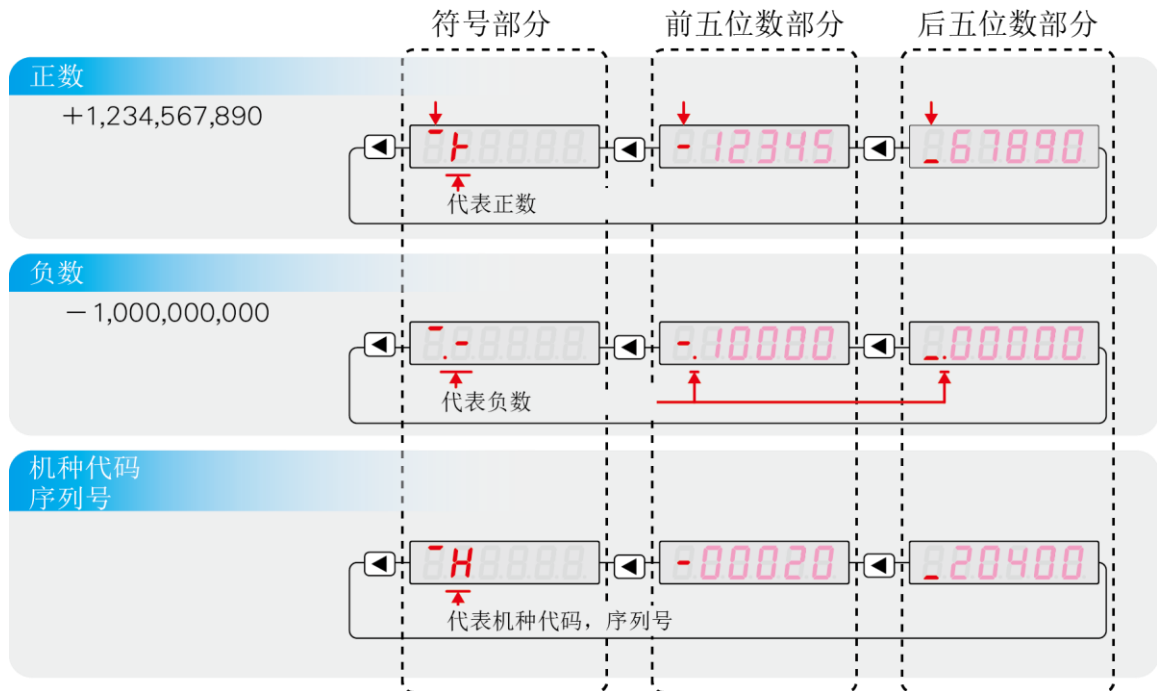 符号部分 前五位数部分 后五位数部分
正数
+1,234,567,890
12345
67890
代表正数
负数
－1,000,000,000
-
10000
00000
代表负数
机种代码
序列号
H
00020
20400
代表机种代码，序列号